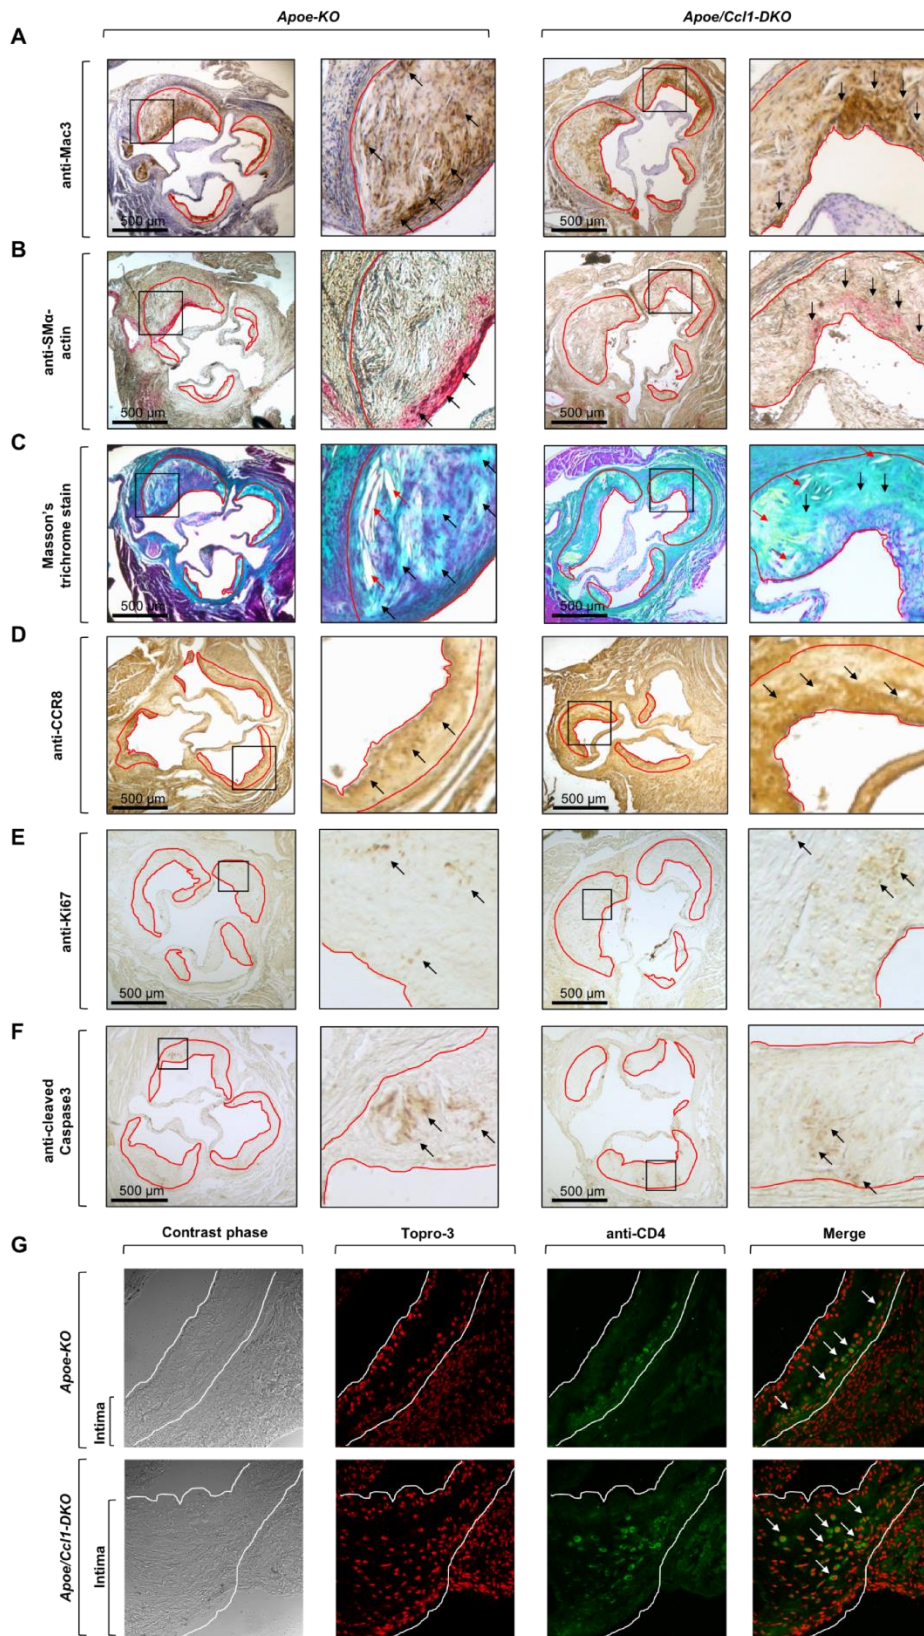 Apoe-KO Apoe/Ccl1-DKO
A
anti-Mac3
500 µm 500 µm
B
anti-SMα-
actin
500 µm 500 µm
C
Masson's
trichrome stain
500 µm 500 µm
D
anti-CCR8
500 µm 500 µm
E
anti-Ki67
500 µm 500 µm
F
anti-cleaved
Caspase3
500 µm 500 µm
G
Contrast phase Topro-3 anti-CD4 Merge
Apoe-KO
Intima
Apoe/Ccl1-DKO
Intima